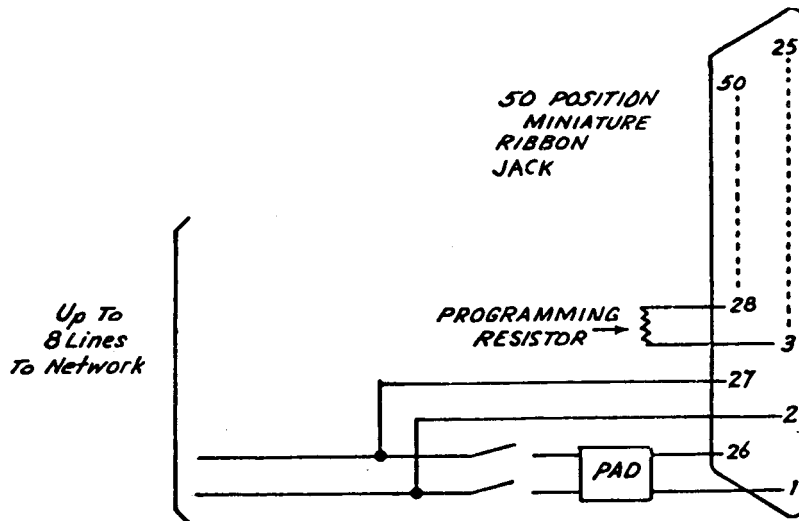 25
50
50 POSITION
MINIATURE
RIBBON
JACK
Up To
8 Lines
To Network
PROGRAMMING
RESISTOR
28
3
27
2
26
PAD
1